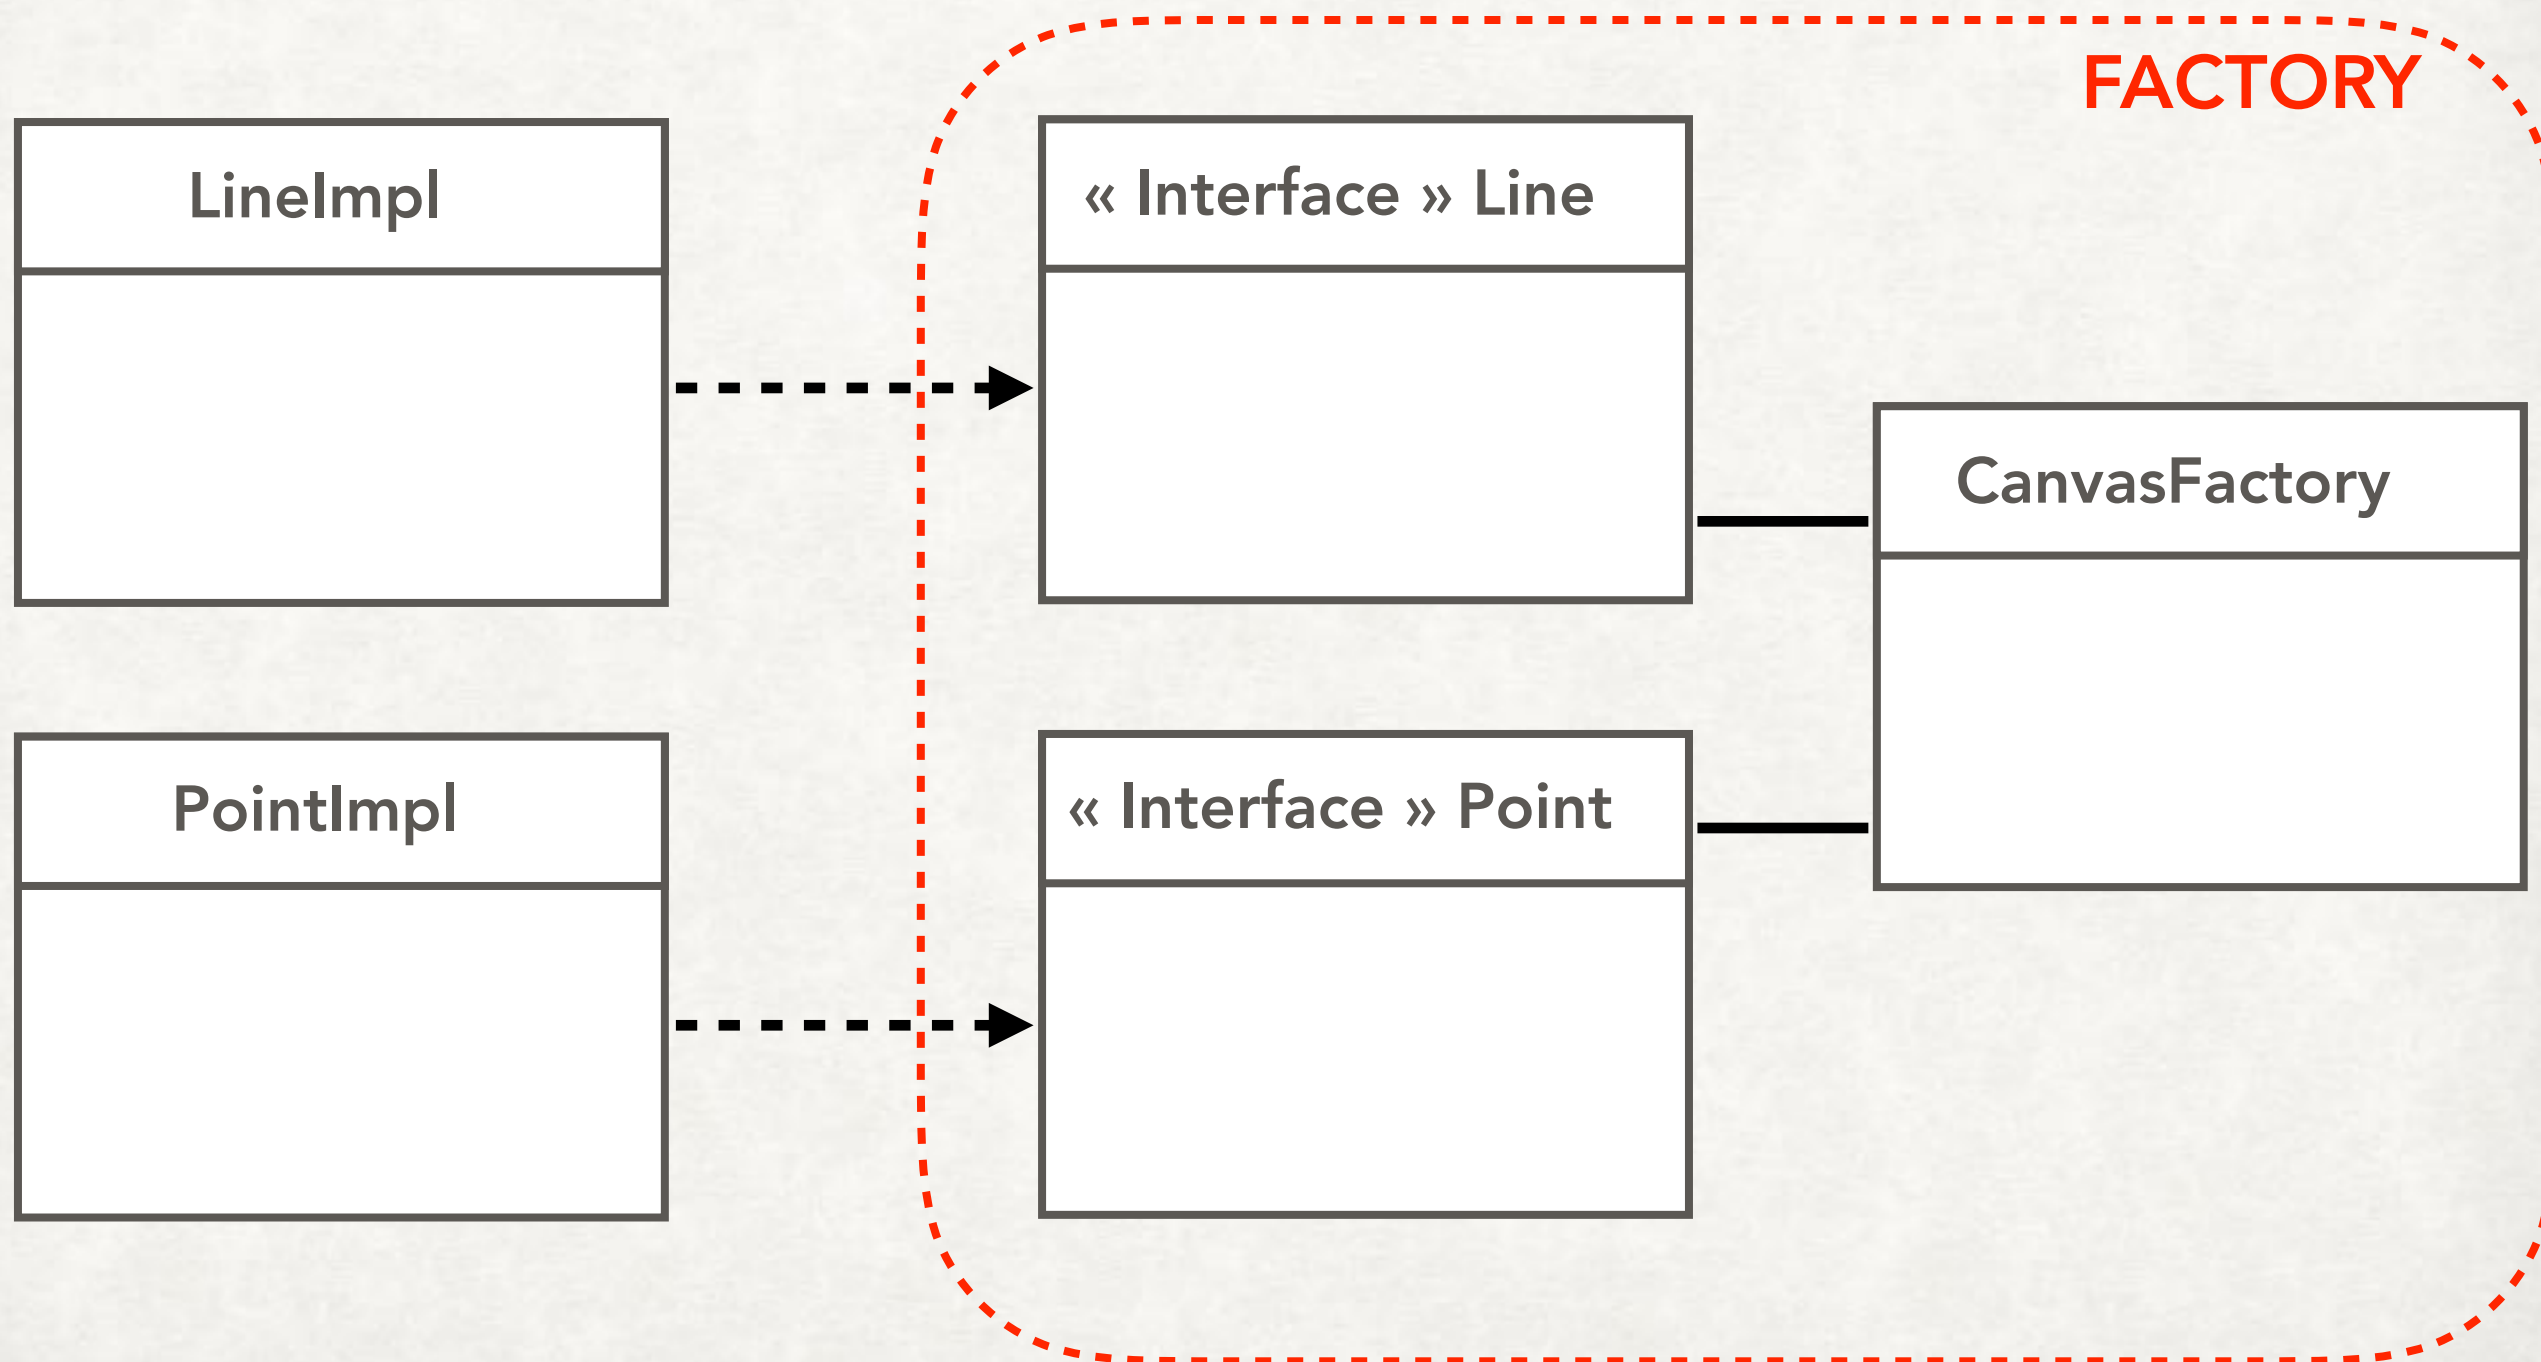 FACTORY
LineImpl
« Interface » Line
CanvasFactory
PointImpl
« Interface » Point